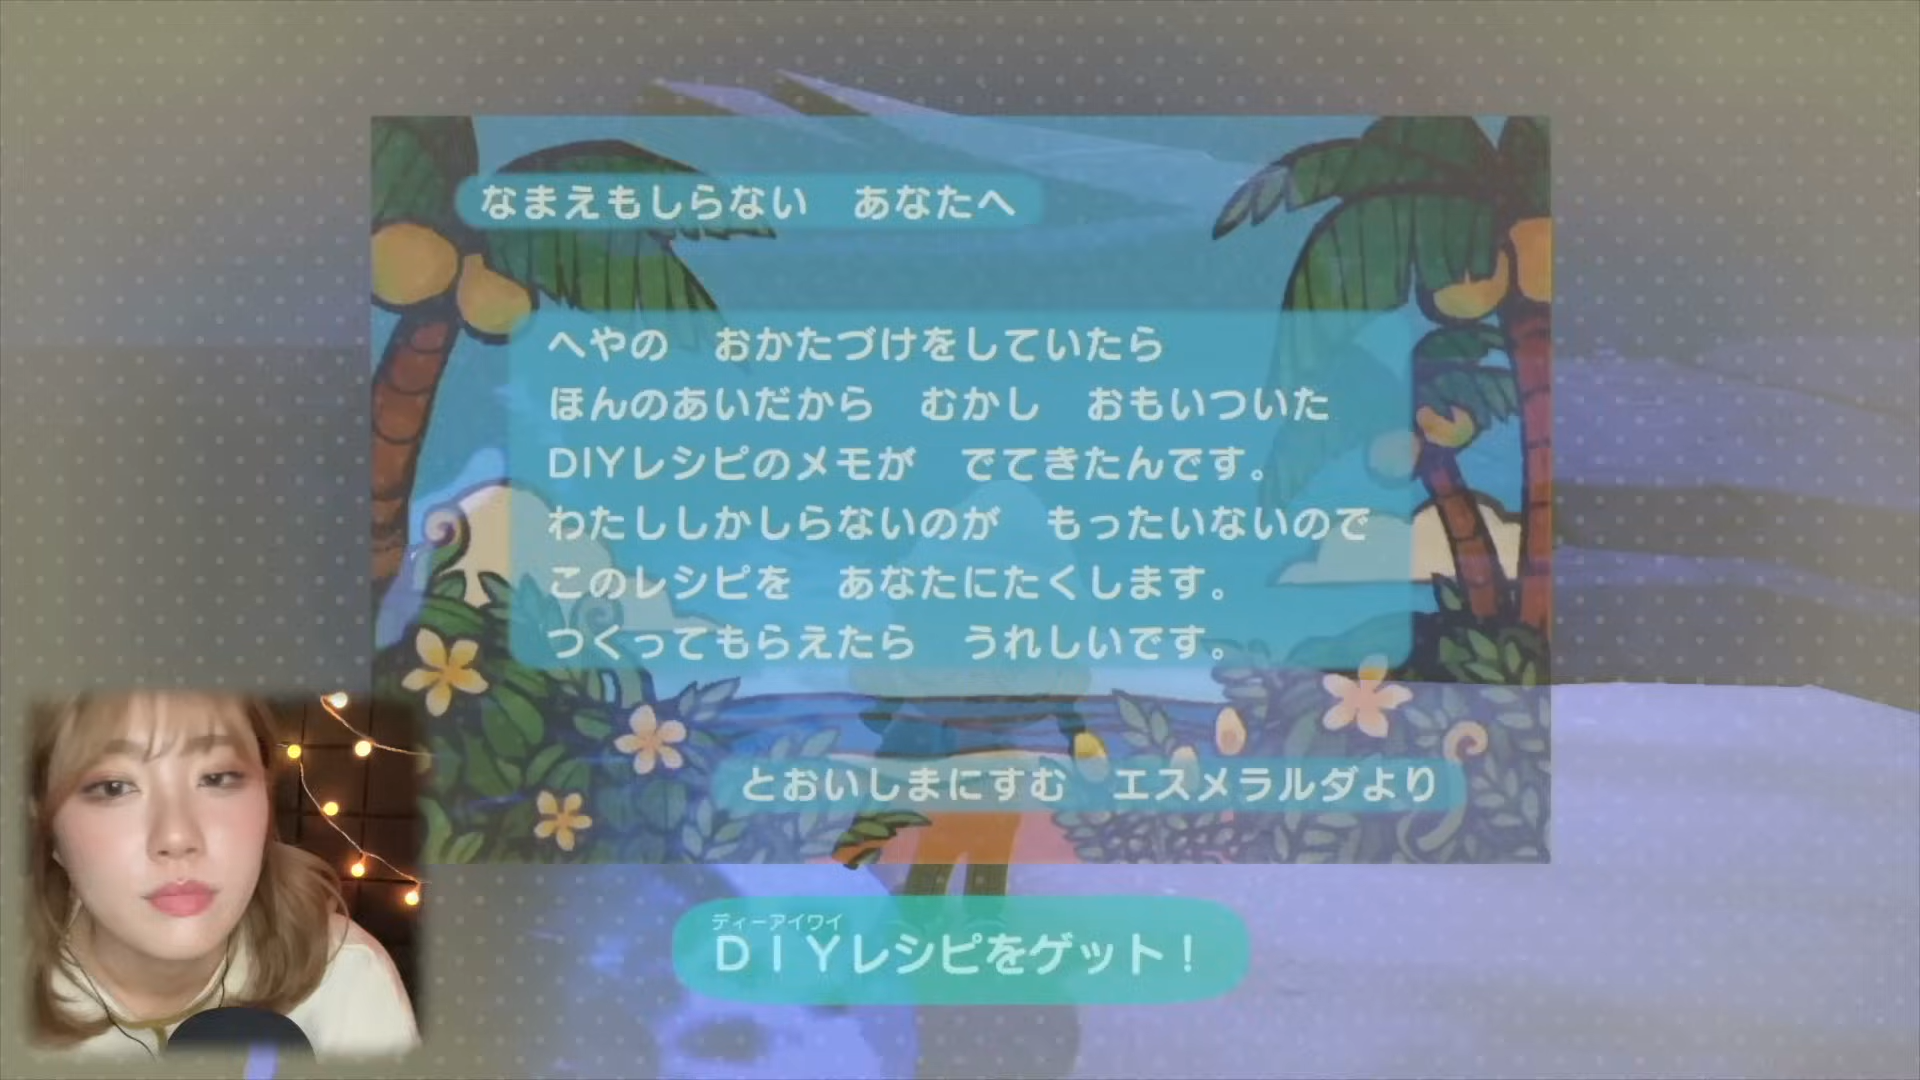 なまえもしらない　あなたへ
へやの　おかたづけをしていたら
ほんのあいだから　むかし　おもいついた
DIYレシピのメモが　でてきたんです。
わたししかしらないのが　もったいないので
このレシピを　あなたにたくします。
つくってもらえたら　うれしいです。
とおいしまにすむ　エスメラルダより
ディーアイワイ
ＤＩＹレシピをゲット！